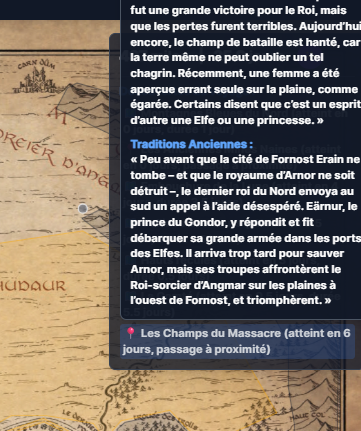 fut une grande victoire pour le Roi, mais
que les pertes furent terribles. Aujourd'hui
encore, le champ de bataille est hanté, car
la terre même ne peut oublier un tel
chagrin. Récemment, une femme a été
aperçue errant seule sur la plaine, comme
égarée. Certains disent que c'est un esprit
d'autre une Elfe ou une princesse. »
Traditions Anciennes :
« Peu avant que la cité de Fornost Erain ne
tombe – et que le royaume d'Arnor ne soit
détruit –, le dernier roi du Nord envoya au
sud un appel à l'aide désespéré. Eärnur, le
prince du Gondor, y répondit et fit
débarquer sa grande armée dans les ports
des Elfes. Il arriva trop tard pour sauver
Arnor, mais ses troupes affrontèrent le
Roi-sorcier d'Angmar sur les plaines à
l'ouest de Fornost, et triomphèrent. »
📍 Les Champs du Massacre (atteint en 6
jours, passage à proximité)
CARN DÛM
HUDAUR